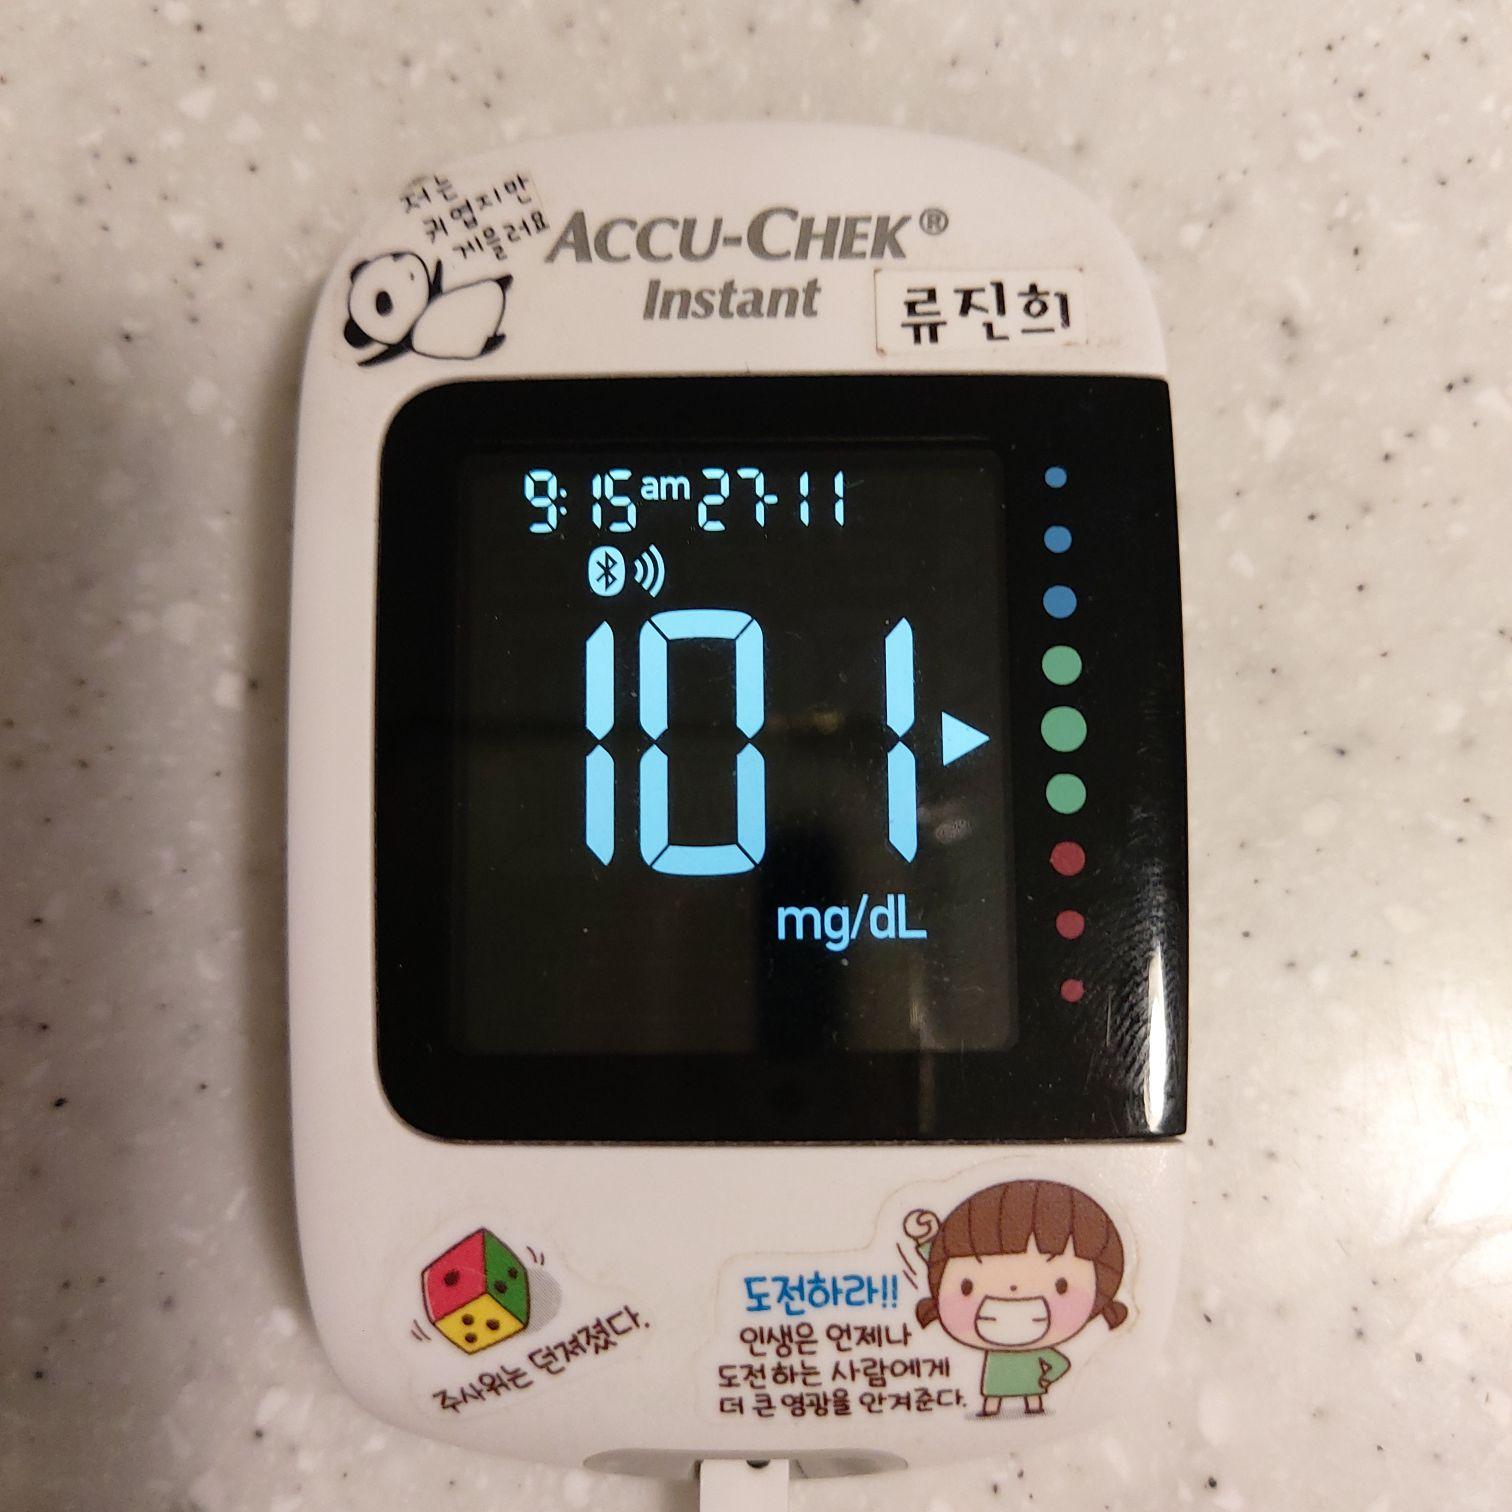 저는
귀엽지만
게을러요
ACCU-CHEK®
Instant
류진희
9:15 am 27-11
101
mg/dL
주사위는 던져졌다.
도전하라!!
인생은 언제나
도전하는 사람에게
더 큰 영광을 안겨준다.